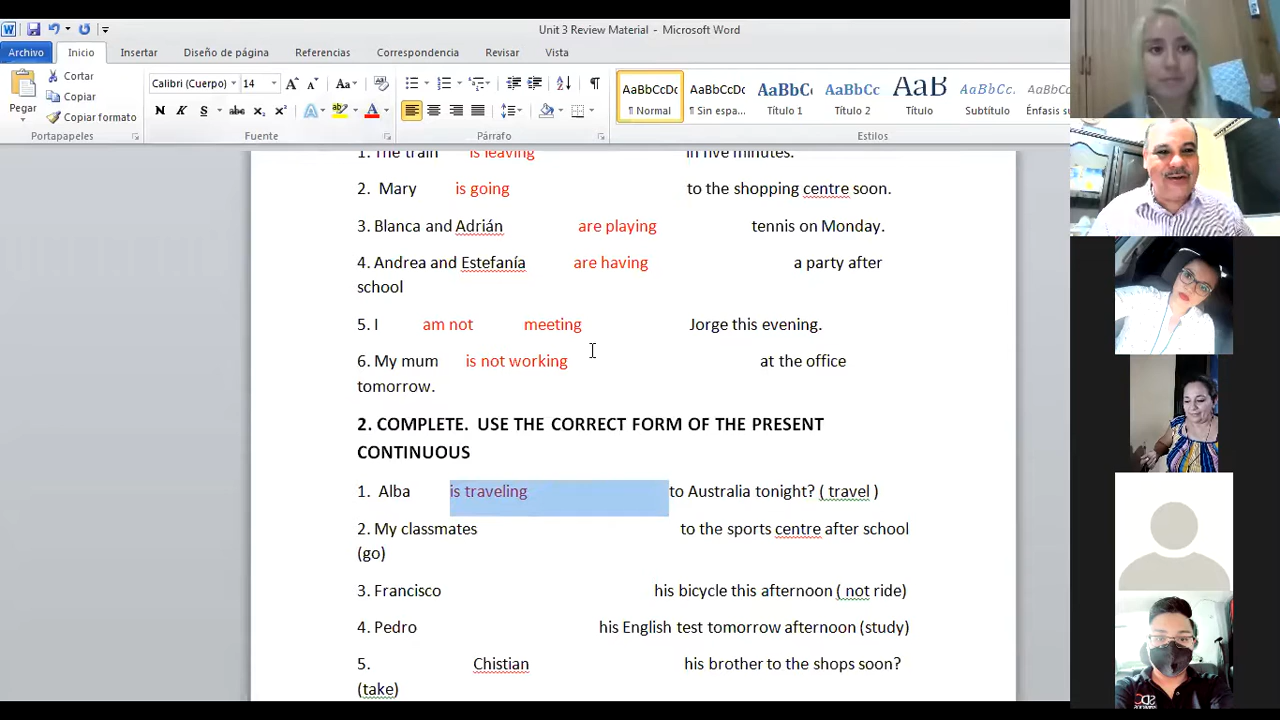 Unit 3 Review Material - Microsoft Word
Archivo Inicio Insertar Diseño de página Referencias Correspondencia Revisar Vista
Pegar
Cortar
Copiar
Copiar formato
Portapapeles
Calibri (Cuerpo) 14
N K S abc x₂ x²
Fuente
Párrafo
AaBbCcDc AaBbCcDc AaBbC AaBbCc AaB AaBbCc. AaBbCc
¶ Normal ¶ Sin espa... Título 1 Título 2 Título Subtítulo Énfasis su
Estilos
1. The train is leaving in five minutes.
2. Mary is going to the shopping centre soon.
3. Blanca and Adrián are playing tennis on Monday.
4. Andrea and Estefanía are having a party after
school
5. I am not meeting Jorge this evening.
6. My mum is not working at the office
tomorrow.
2. COMPLETE. USE THE CORRECT FORM OF THE PRESENT
CONTINUOUS
1. Alba is traveling to Australia tonight? ( travel )
2. My classmates to the sports centre after school
(go)
3. Francisco his bicycle this afternoon ( not ride)
4. Pedro his English test tomorrow afternoon (study)
5. Chistian his brother to the shops soon?
(take)
SDC